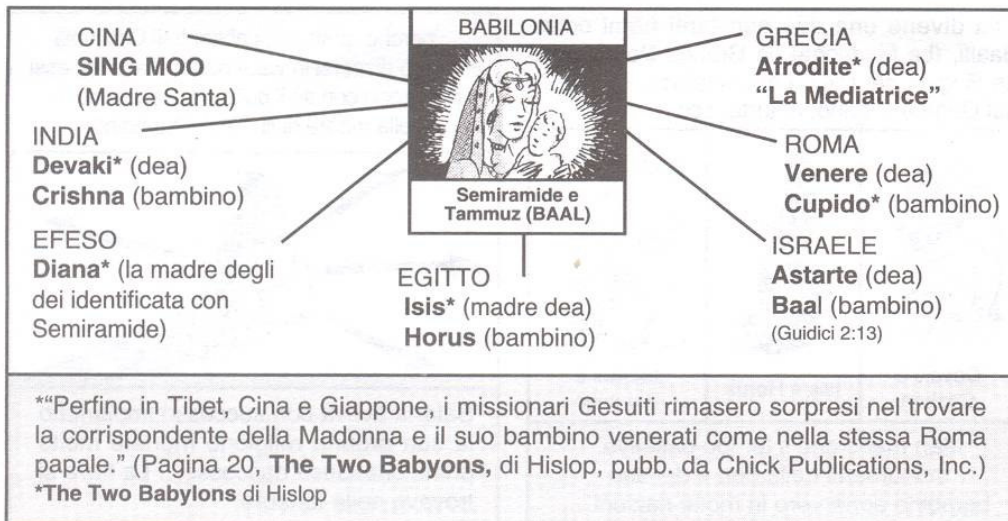 CINA
SING MOO
(Madre Santa)
INDIA
Devaki* (dea)
Crishna (bambino)
EFESO
Diana* (la madre degli
dei identificata con
Semiramide)
BABILONIA
Semiramide e
Tammuz (BAAL)
EGITTO
Isis* (madre dea)
Horus (bambino)
GRECIA
Afrodite* (dea)
“La Mediatrice”
ROMA
Venere (dea)
Cupido* (bambino)
ISRAELE
Astarte (dea)
Baal (bambino)
(Guidici 2:13)
*“Perfino in Tibet, Cina e Giappone, i missionari Gesuiti rimasero sorpresi nel trovare
la corrispondente della Madonna e il suo bambino venerati come nella stessa Roma
papale.” (Pagina 20, The Two Babyons, di Hislop, pubb. da Chick Publications, Inc.)
*The Two Babylons di Hislop